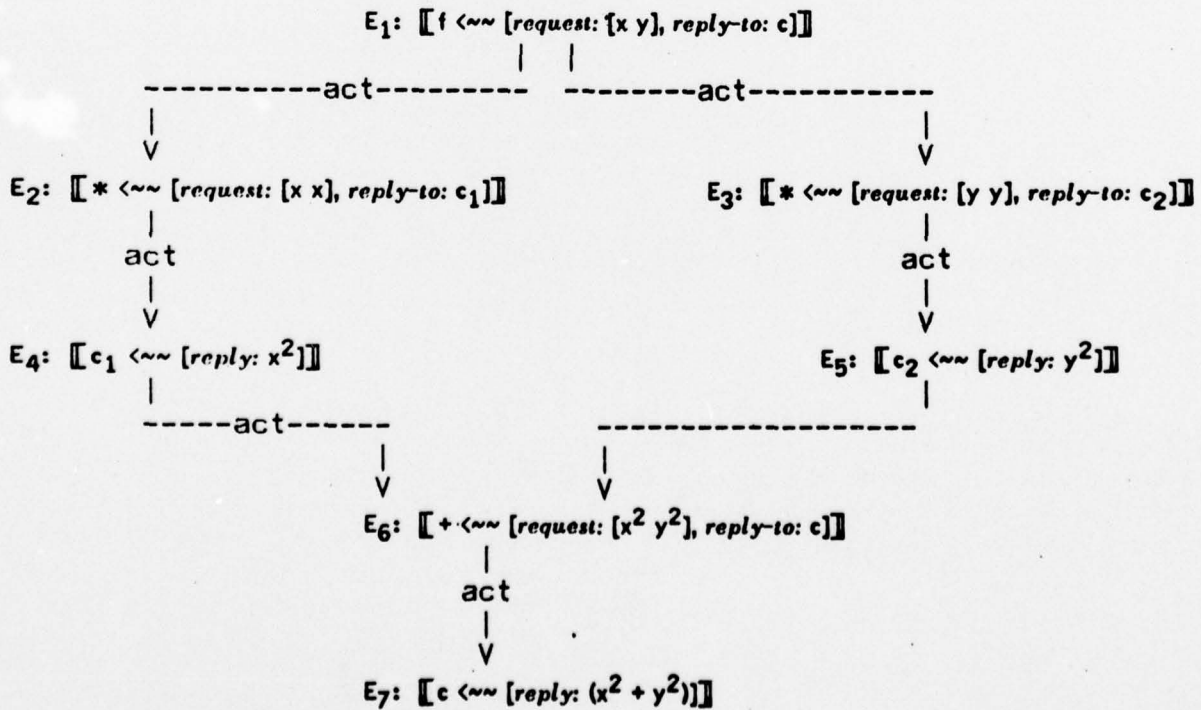 E₁: ⟦f <~~ [request: [x y], reply-to: c]⟧
act act
E₂: ⟦* <~~ [request: [x x], reply-to: c₁]⟧ E₃: ⟦* <~~ [request: [y y], reply-to: c₂]⟧
act act
E₄: ⟦c₁ <~~ [reply: x²]⟧ E₅: ⟦c₂ <~~ [reply: y²]⟧
act
E₆: ⟦+ <~~ [request: [x² y²], reply-to: c]⟧
act
E₇: ⟦c <~~ [reply: (x² + y²)]⟧